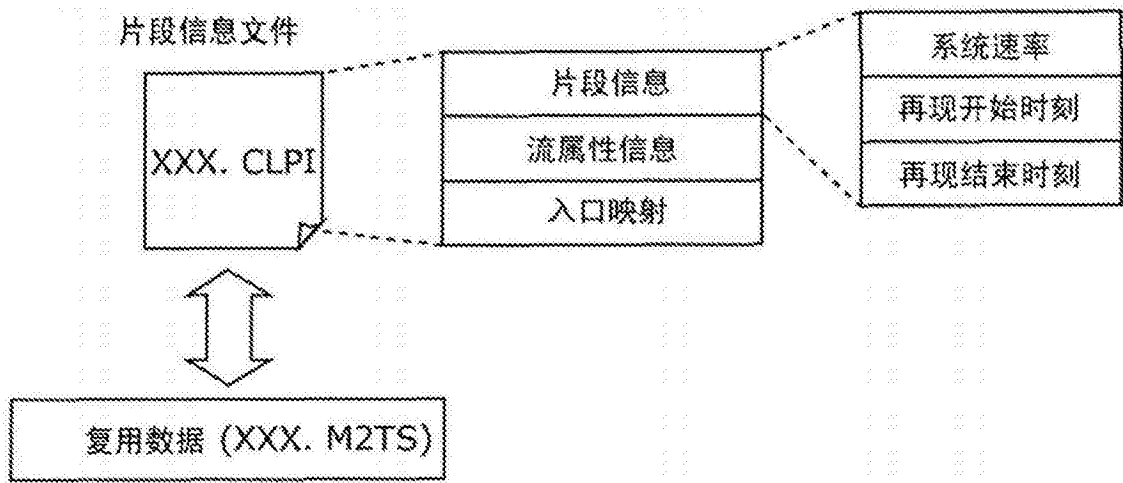 片段信息文件
XXX. CLPI
片段信息
流属性信息
入口映射
系统速率
再现开始时刻
再现结束时刻
复用数据 (XXX. M2TS)